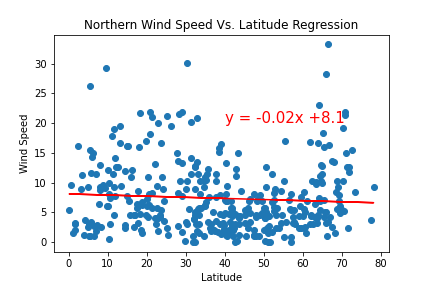 Northern Wind Speed Vs. Latitude Regression
30
25
20
15
10
5
0
Wind Speed
y = -0.02x +8.1
0 10 20 30 40 50 60 70 80
Latitude